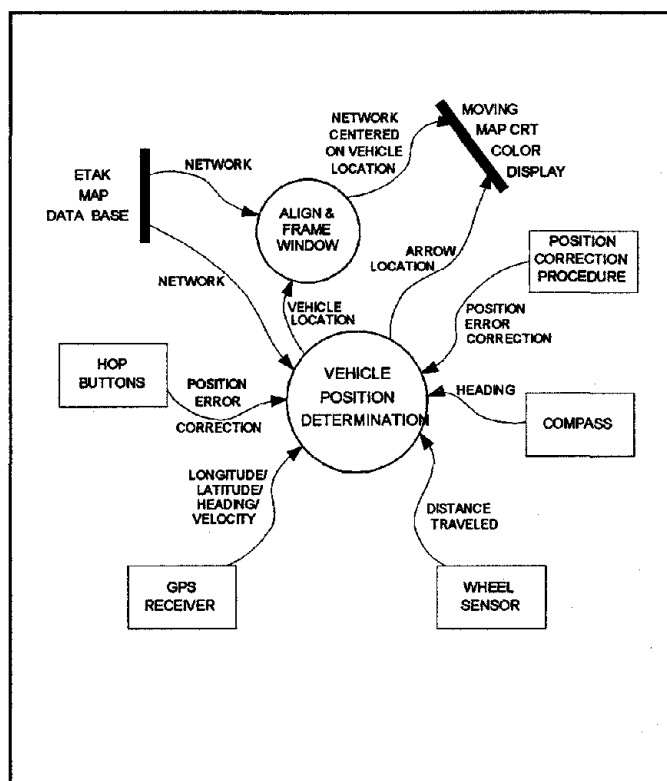 NETWORK
CENTERED
ON VEHICLE
LOCATION
MOVING
MAP CRT
COLOR
DISPLAY
ETAK
MAP
DATA BASE
NETWORK
ALIGN &
FRAME
WINDOW
ARROW
LOCATION
POSITION
CORRECTION
PROCEDURE
NETWORK
VEHICLE
LOCATION
POSITION
ERROR
CORRECTION
HOP
BUTTONS
POSITION
ERROR
CORRECTION
VEHICLE
POSITION
DETERMINATION
HEADING
COMPASS
LONGITUDE/
LATITUDE/
HEADING/
VELOCITY
DISTANCE
TRAVELED
GPS
RECEIVER
WHEEL
SENSOR